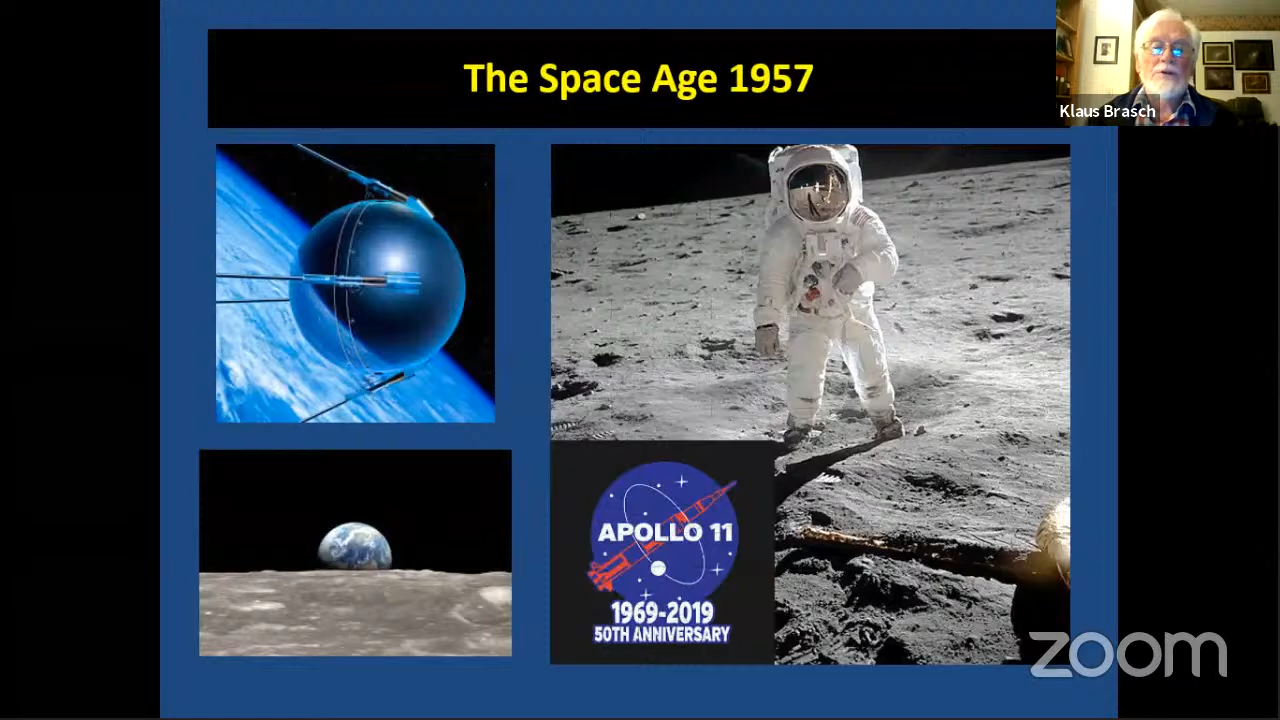 The Space Age 1957
Klaus Brasch
APOLLO 11
1969-2019
50TH ANNIVERSARY
zoom